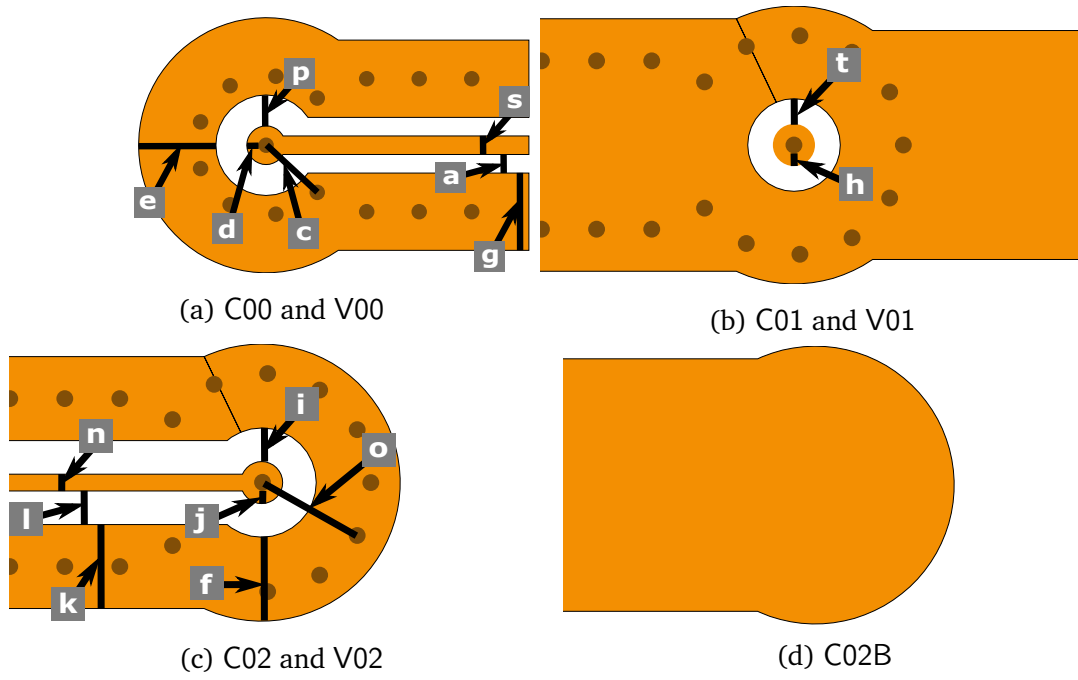 p
s
a
e
d
c
g
(a) C00 and V00
t
h
(b) C01 and V01
n
i
o
l
j
f
k
(c) C02 and V02
(d) C02B